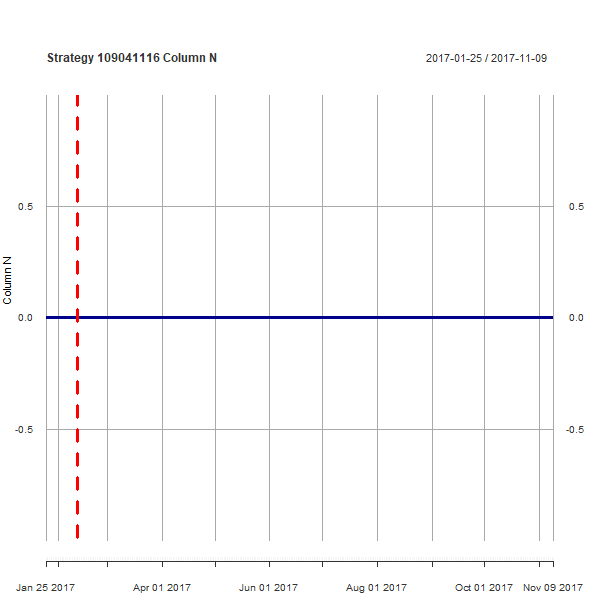 Strategy 109041116 Column N
2017-01-25 / 2017-11-09
0.5
0.5
Column N
0.0
0.0
-0.5
-0.5
Jan 25 2017
Apr 01 2017
Jun 01 2017
Aug 01 2017
Oct 01 2017
Nov 09 2017